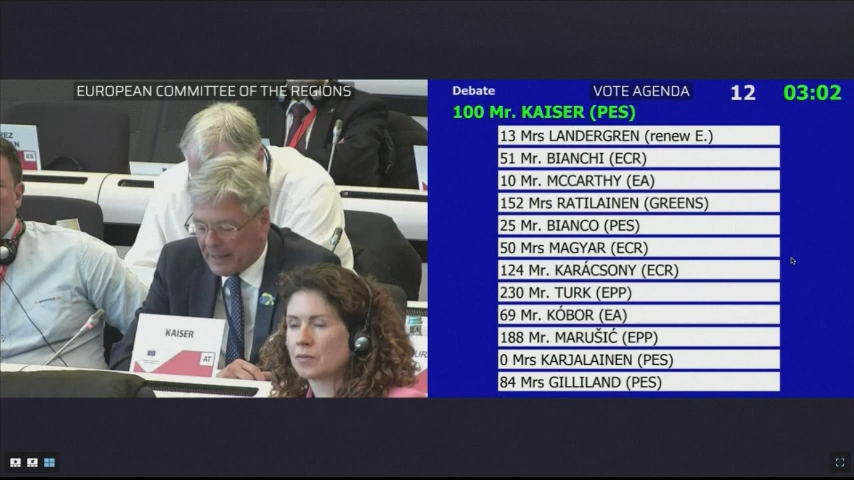 EUROPEAN COMMITTEE OF THE REGIONS
KAISER
AT
ES
Debate
VOTE AGENDA
12
03:02
100 Mr. KAISER (PES)
13 Mrs LANDERGREN (renew E.)
51 Mr. BIANCHI (ECR)
10 Mr. MCCARTHY (EA)
152 Mrs RATILAINEN (GREENS)
25 Mr. BIANCO (PES)
50 Mrs MAGYAR (ECR)
124 Mr. KARÁCSONY (ECR)
230 Mr. TURK (EPP)
69 Mr. KÓBOR (EA)
188 Mr. MARUŠIĆ (EPP)
0 Mrs KARJALAINEN (PES)
84 Mrs GILLILAND (PES)